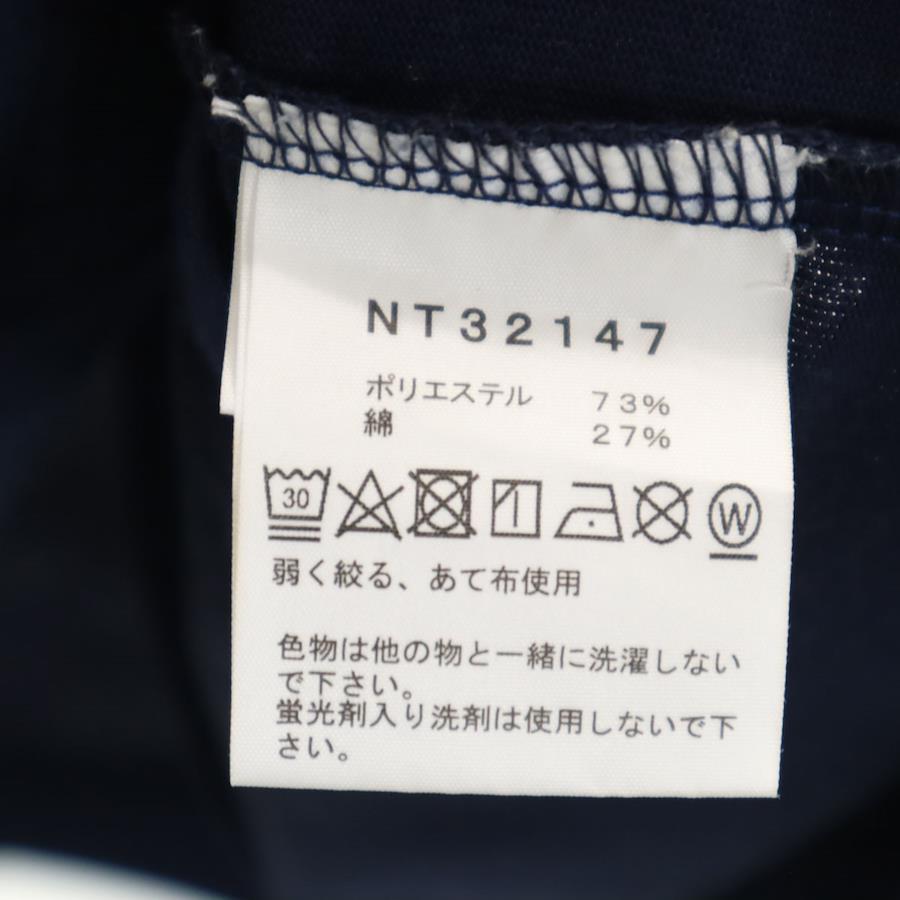 NT32147
ポリエステル 73%
綿 27%
30 W
弱く絞る、あて布使用
色物は他の物と一緒に洗濯しない
で下さい。
蛍光剤入り洗剤は使用しないで下
さい。